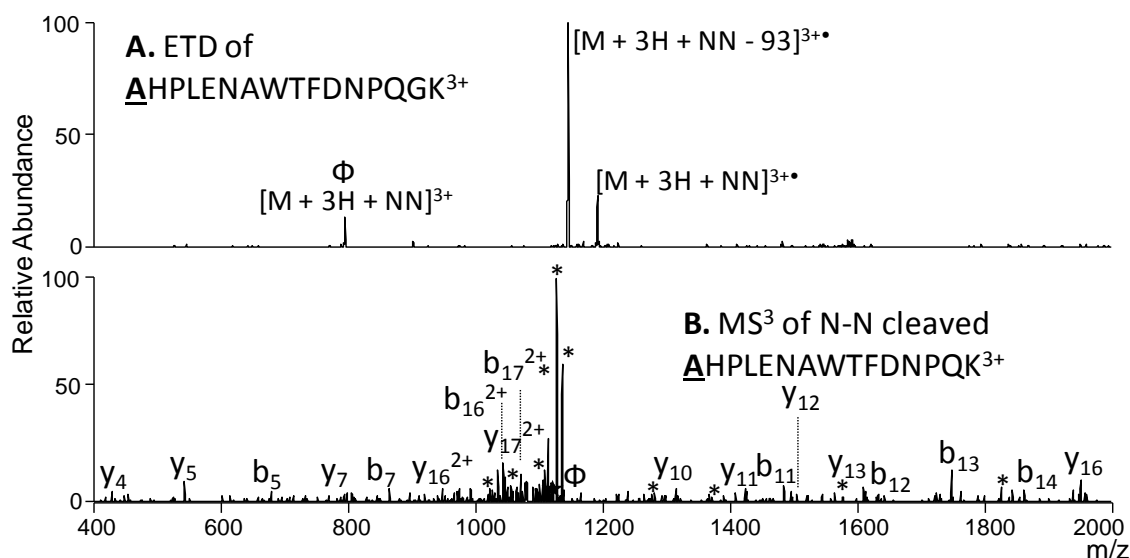 100
50
0
Relative Abundance
A. ETD of
AHPLENAWTFDNPQGK³⁺
Φ
[M + 3H + NN]³⁺
[M + 3H + NN - 93]³⁺•
[M + 3H + NN]³⁺•
100
50
0
B. MS³ of N-N cleaved
AHPLENAWTFDNPQK³⁺
*
*
*
b₁₇²⁺
b₁₆²⁺
y₁₇²⁺
y₁₂
y₄
y₅
b₅
y₇
b₇
y₁₆²⁺
*
*
*
Φ
*
y₁₀
*
y₁₁
b₁₁
y₁₃
*
b₁₂
b₁₃
*
b₁₄
y₁₆
400 600 800 1000 1200 1400 1600 1800 2000
m/z